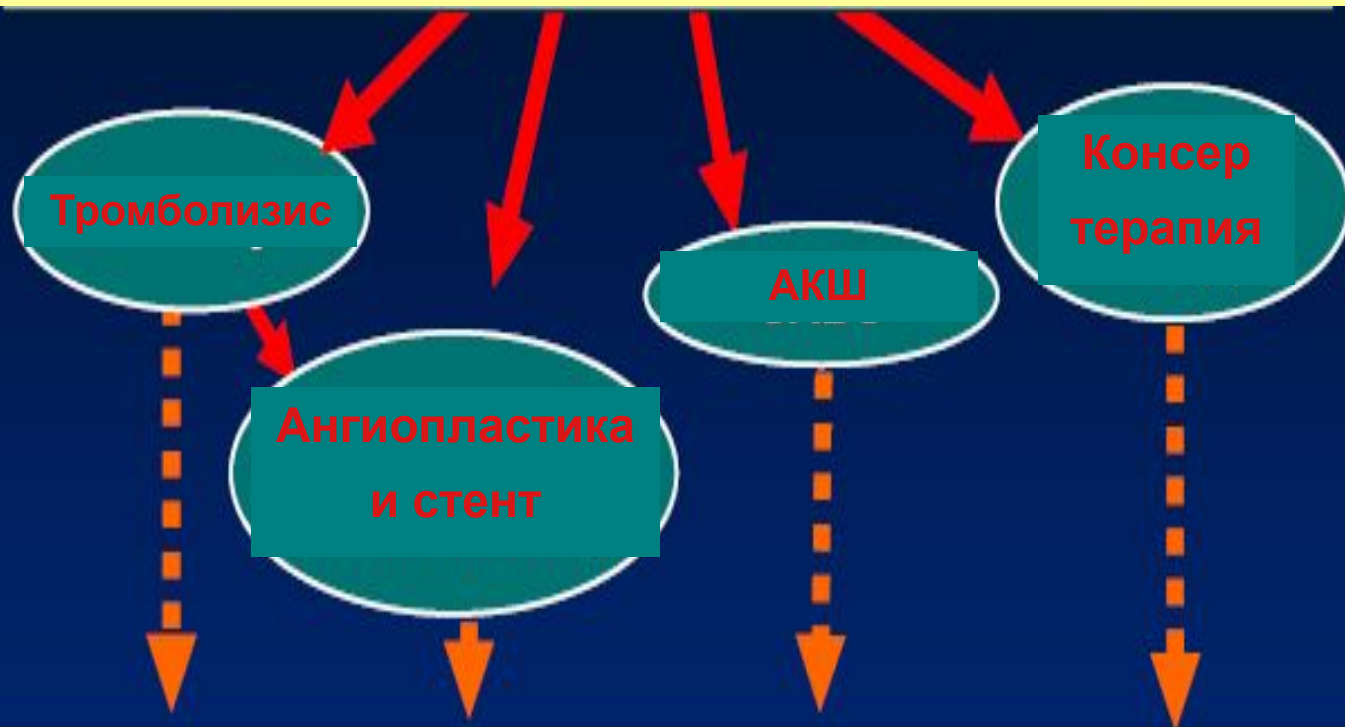 Тромболизис
Консер
терапия
АКШ
Ангиопластика
и стент